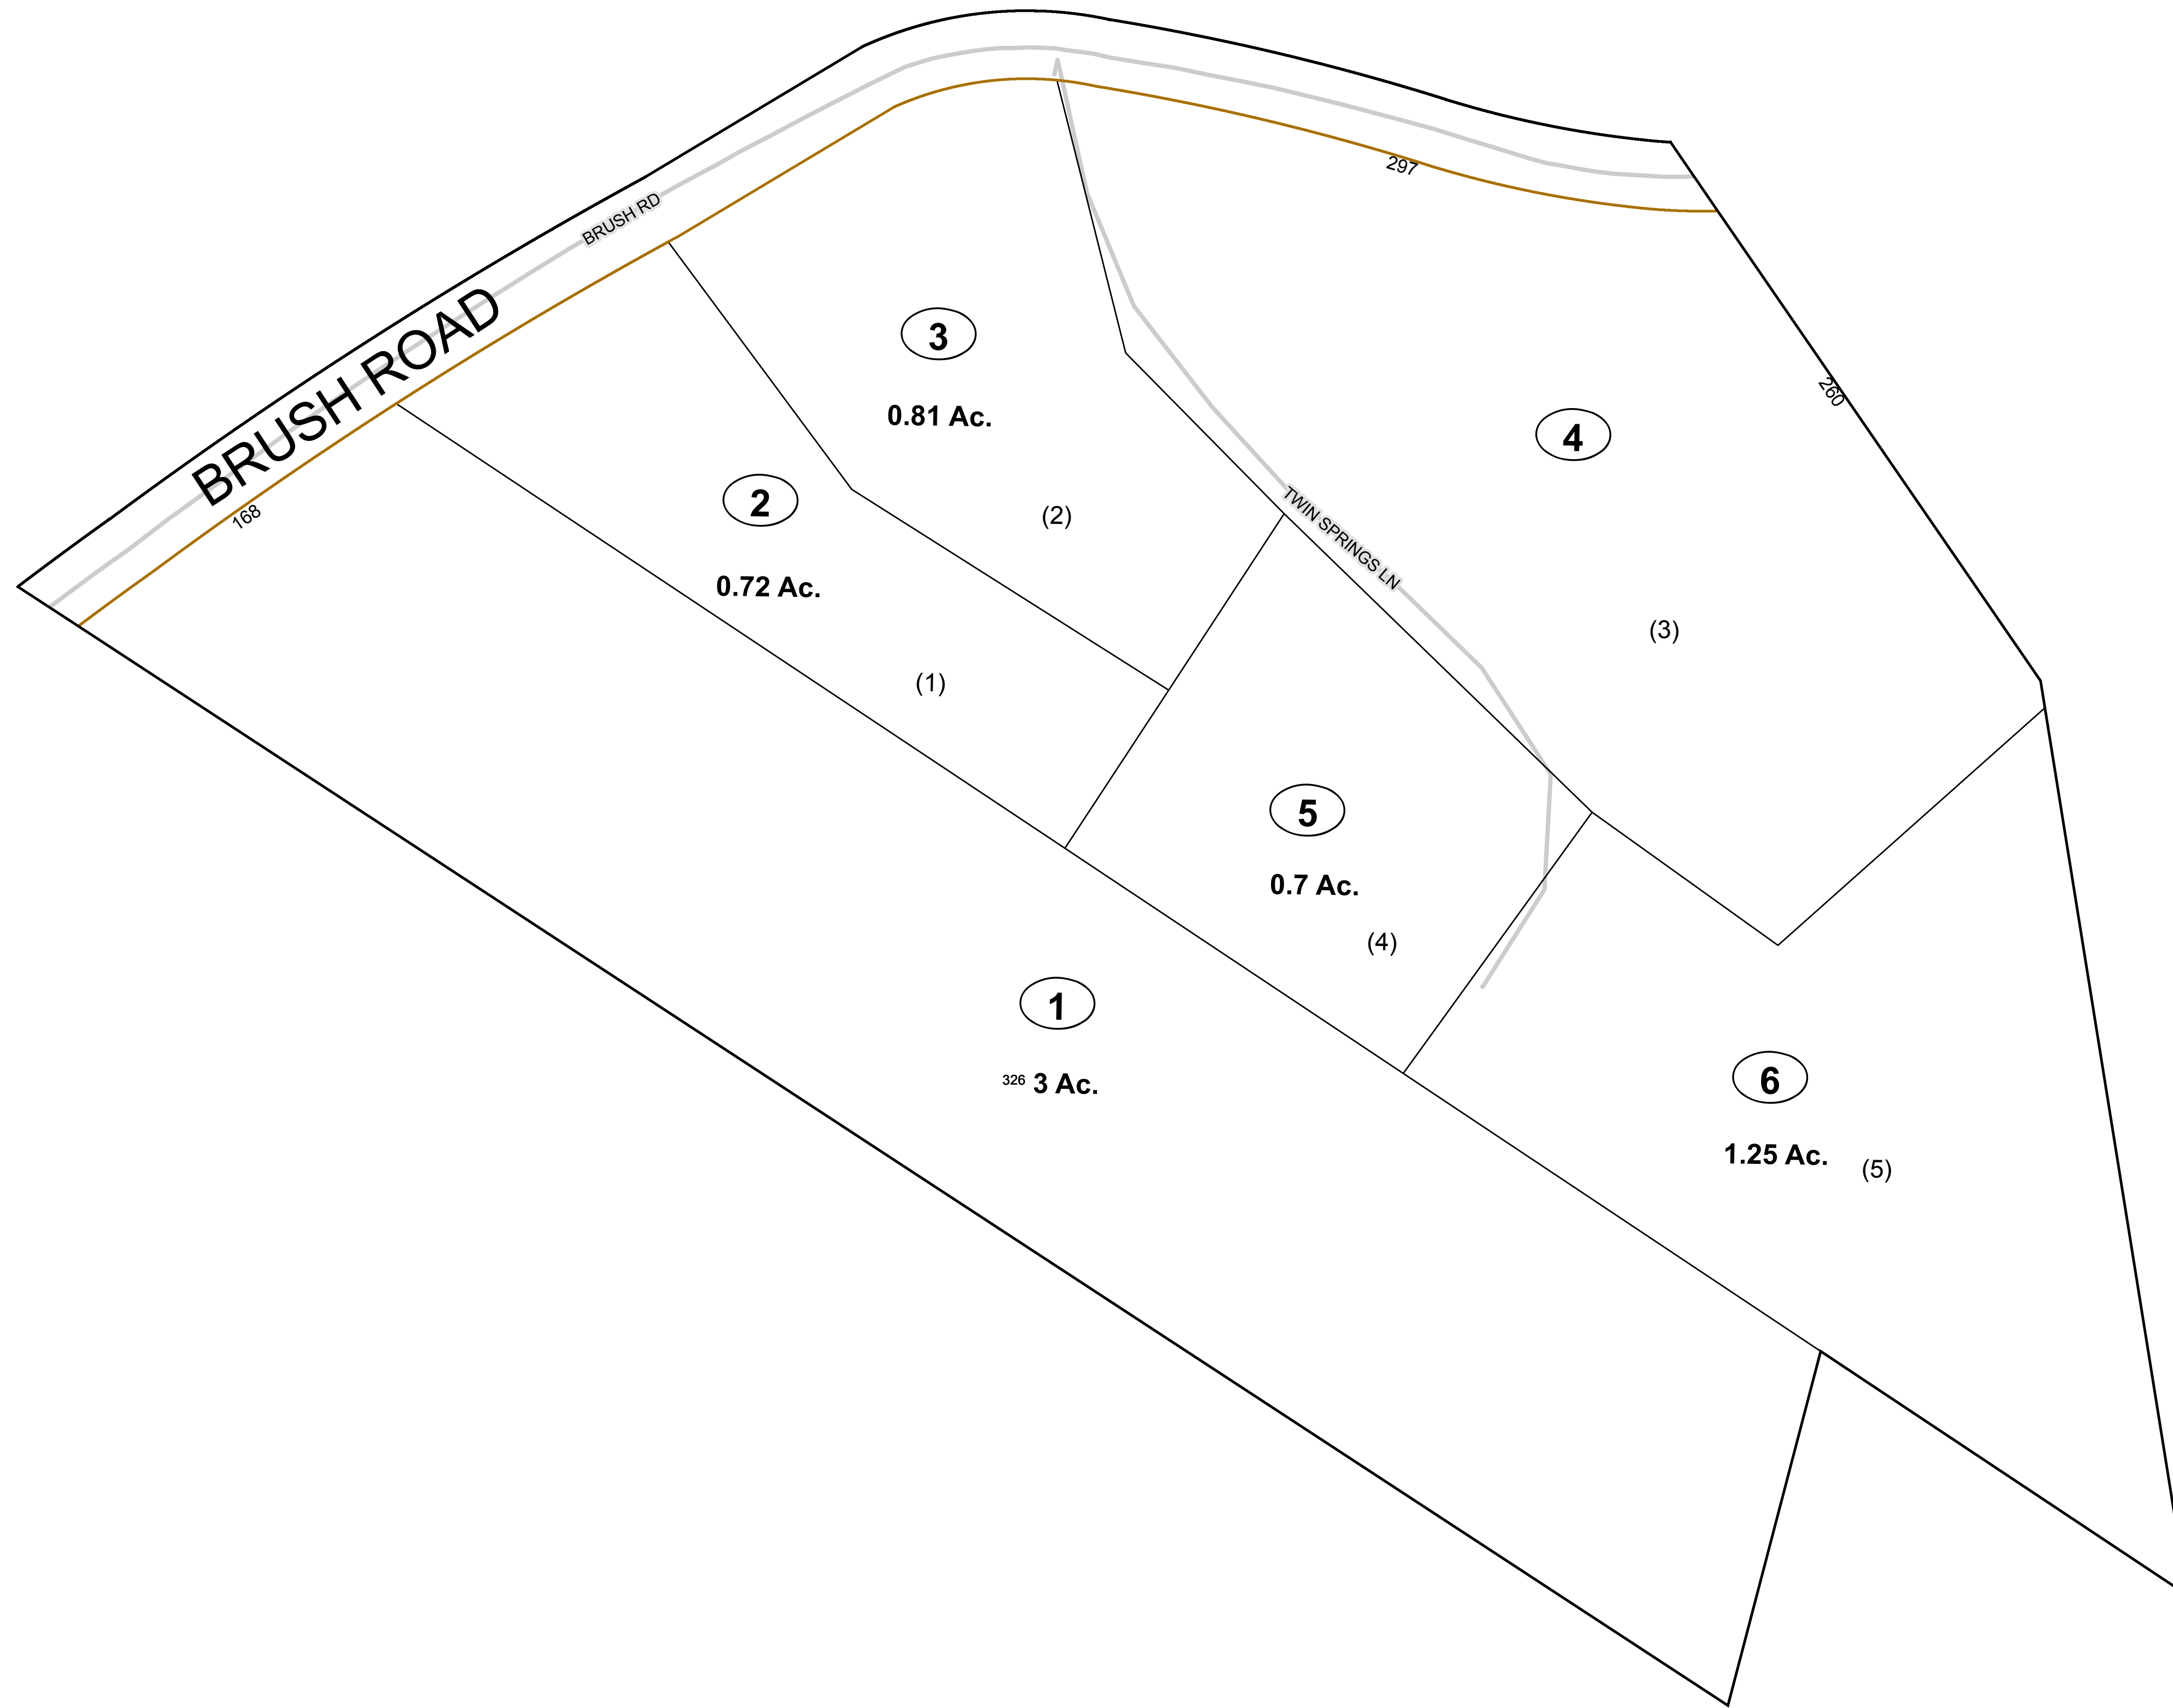 BRUSH RD
BRUSH ROAD
168
297
260
3
0.81 Ac.
(2)
4
(3)
2
0.72 Ac.
(1)
TWIN SPRINGS LN
5
0.7 Ac.
(4)
1
326 3 Ac.
6
1.25 Ac. (5)